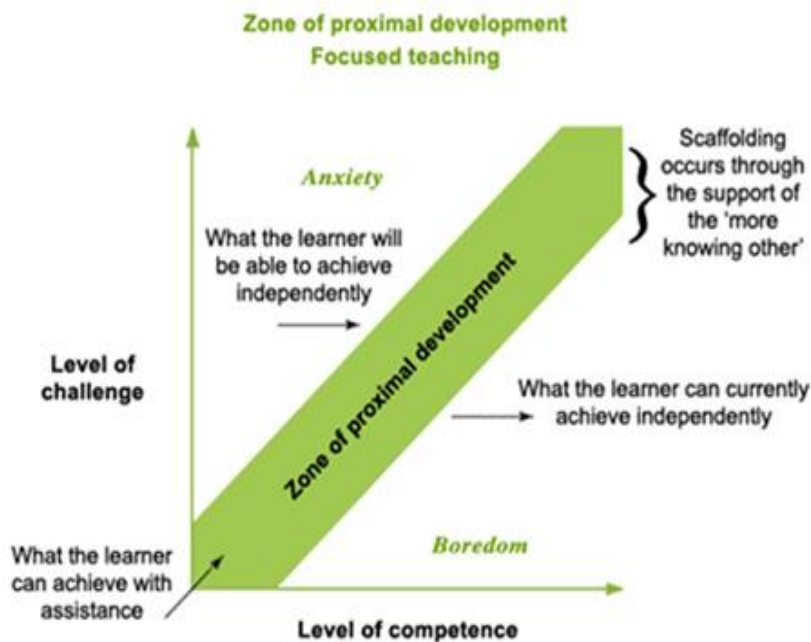 Zone of proximal development
Focused teaching
Anxiety
Scaffolding
occurs through
the support of
the ‘more
knowing other’
What the learner will
be able to achieve
independently
Zone of proximal development
Level of
challenge
What the learner can currently
achieve independently
Boredom
What the learner
can achieve with
assistance
Level of competence